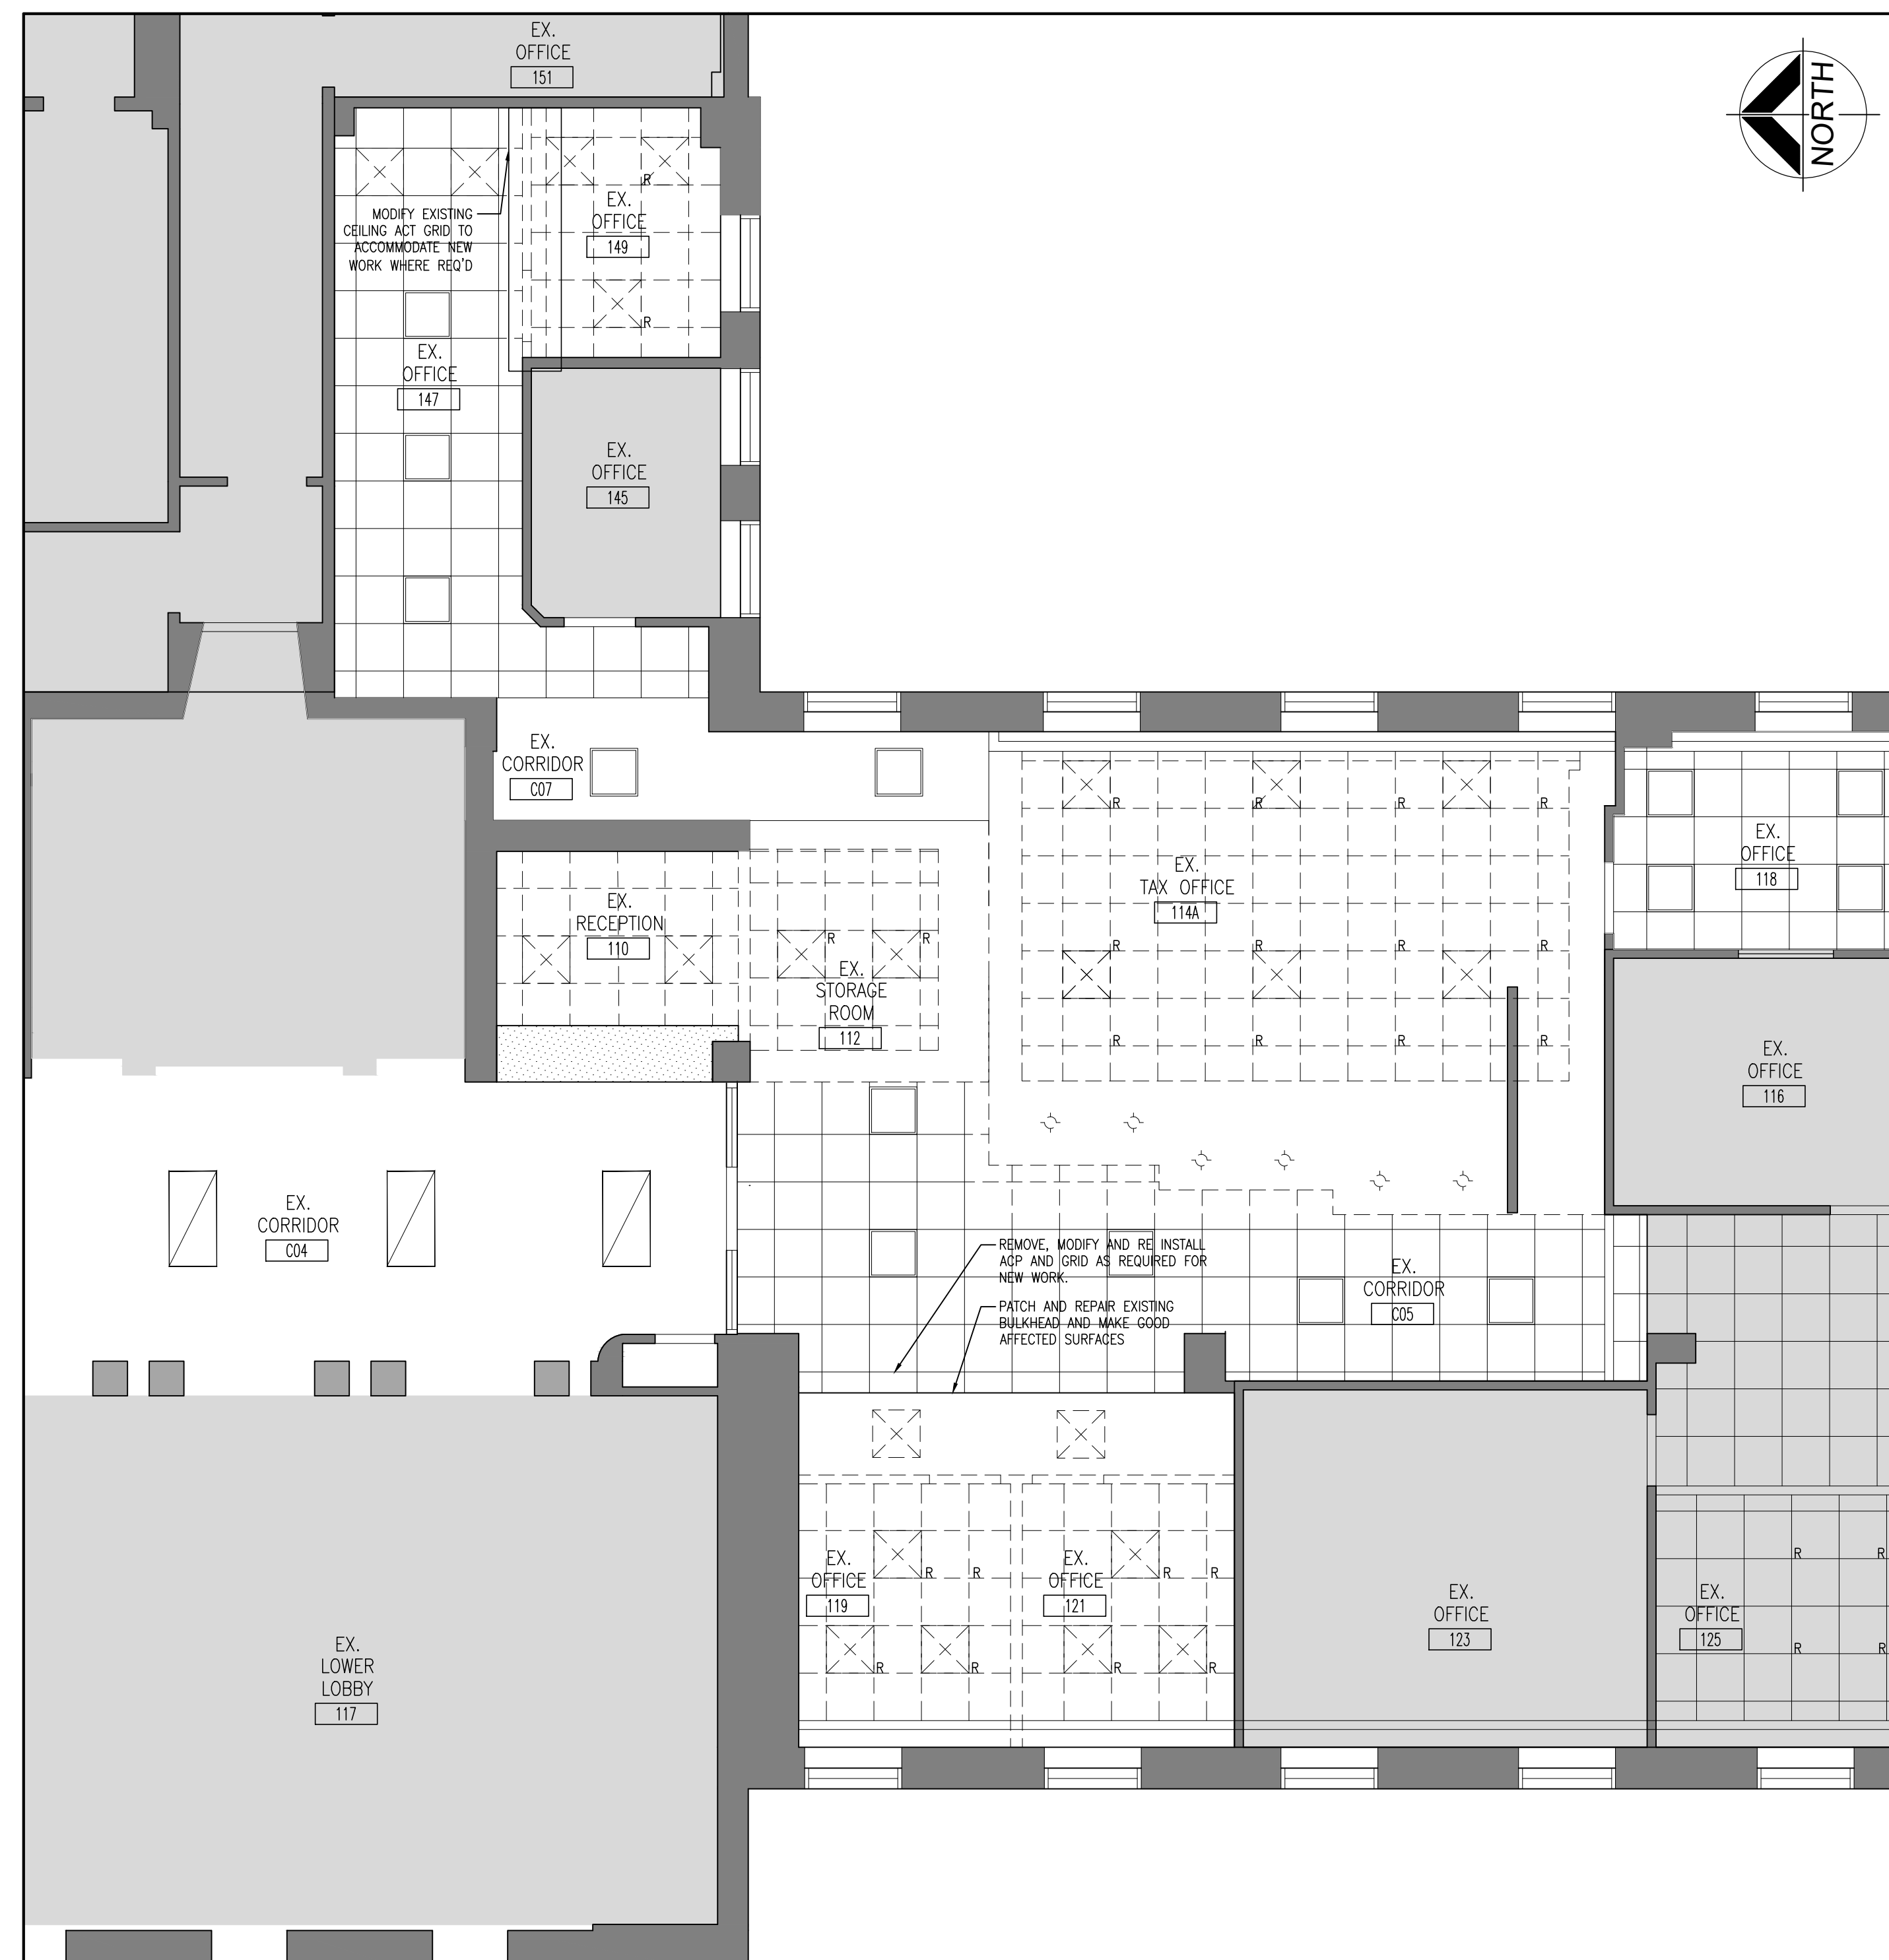 EX.
OFFICE
151
NORTH
MODIFY EXISTING
CEILING ACT GRID TO
ACCOMMODATE NEW
WORK WHERE REQ'D
R
EX.
OFFICE
149
R
EX.
OFFICE
147
EX.
OFFICE
145
EX.
CORRIDOR
C07
R R R R
EX.
TAX OFFICE
114A
EX.
OFFICE
118
EX.
RECEPTION
110
R R
EX.
STORAGE
ROOM
112
R R R R
R R R R
EX.
OFFICE
116
EX.
CORRIDOR
C04
REMOVE, MODIFY AND RE INSTALL
ACP AND GRID AS REQUIRED FOR
NEW WORK.
PATCH AND REPAIR EXISTING
BULKHEAD AND MAKE GOOD
AFFECTED SURFACES
EX.
CORRIDOR
C05
EX.
OFFICE
119
R R
R R
EX.
OFFICE
121
R R
R R
EX.
OFFICE
123
EX.
OFFICE
125
R R
R R
EX.
LOWER
LOBBY
117